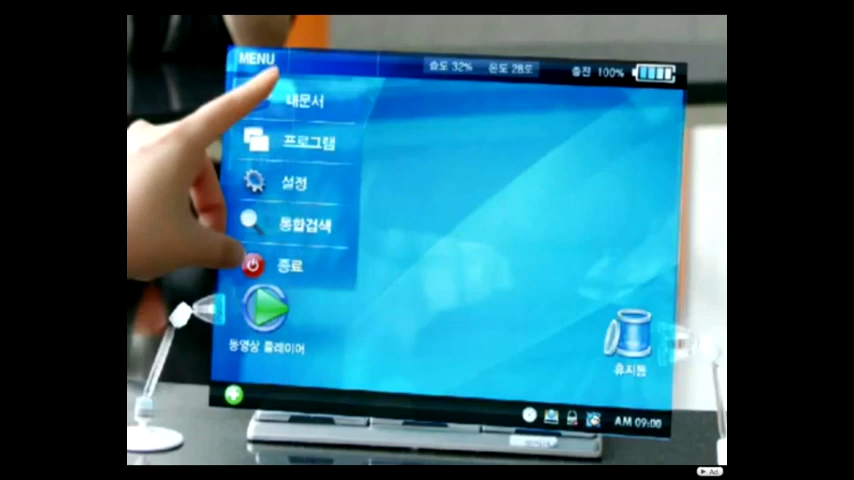 MENU 습도 32% 온도 28도 충전 100%
내문서
프로그램
설정
통합검색
종료
동영상 플레이어
휴지통
AM 09:00
Ad